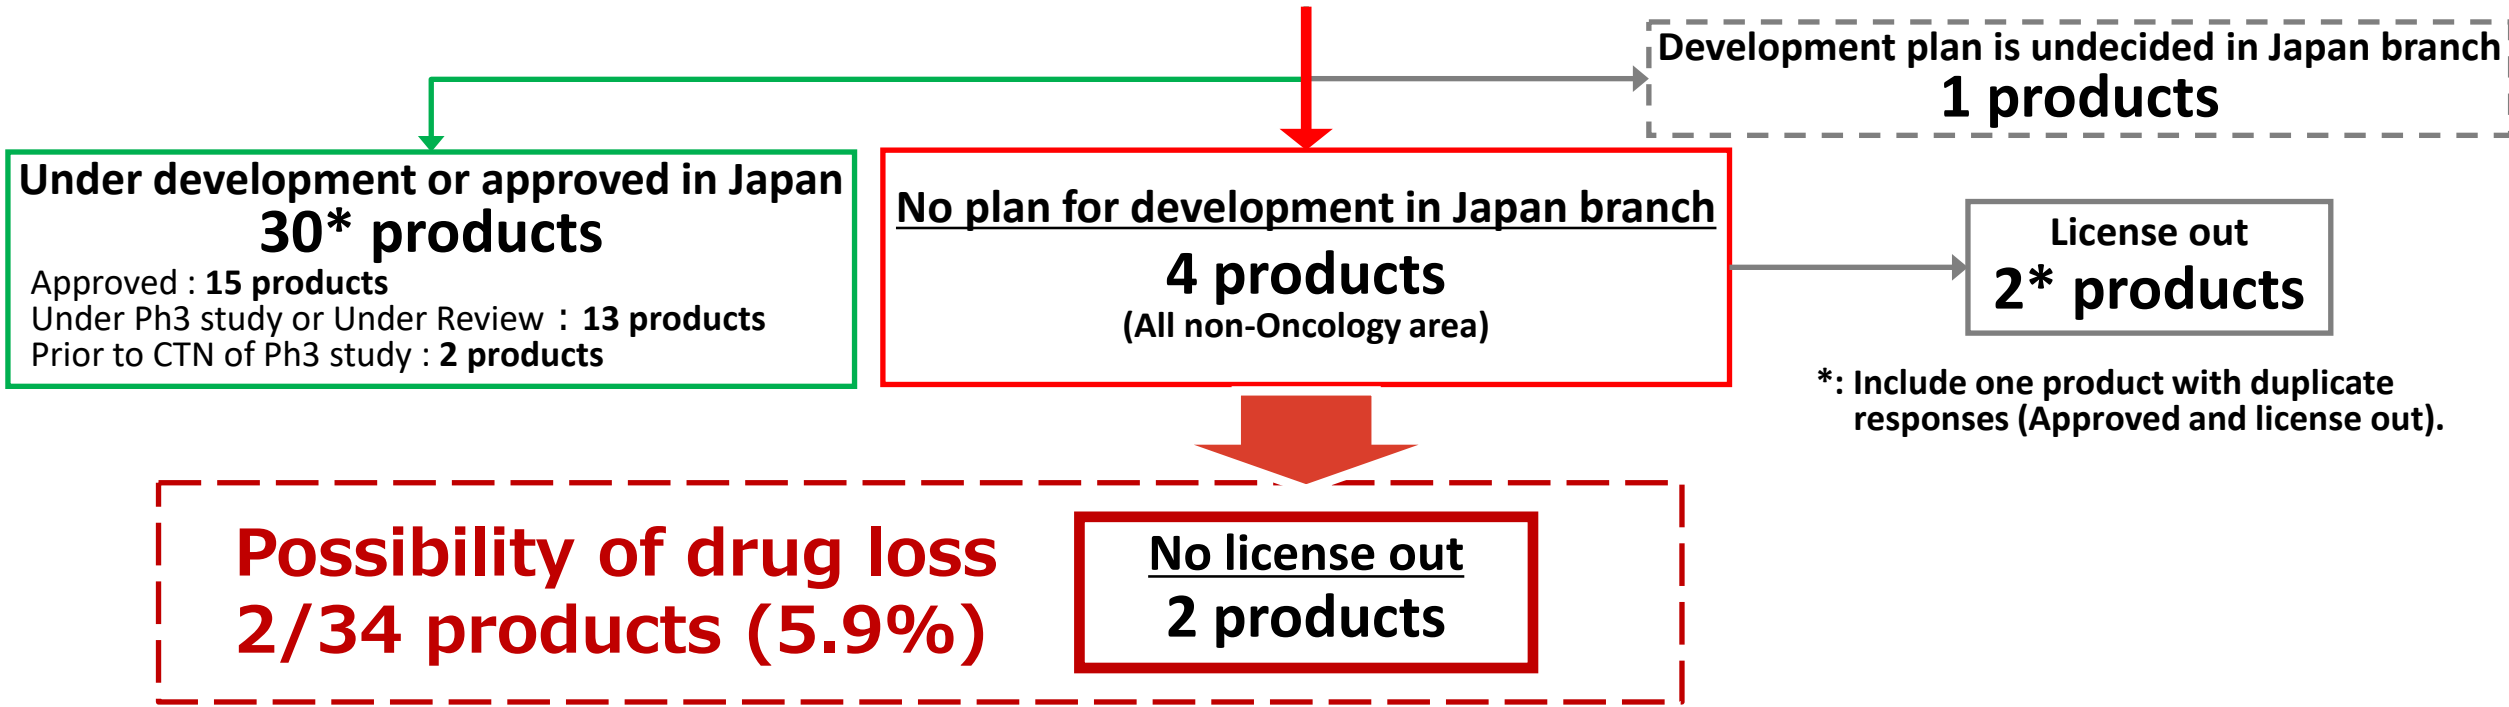 Development plan is undecided in Japan branch
1 products
Under development or approved in Japan
30* products
Approved : 15 products
Under Ph3 study or Under Review : 13 products
Prior to CTN of Ph3 study : 2 products
No plan for development in Japan branch
4 products
(All non-Oncology area)
License out
2* products
*: Include one product with duplicate
responses (Approved and license out).
Possibility of drug loss
2/34 products (5.9%)
No license out
2 products